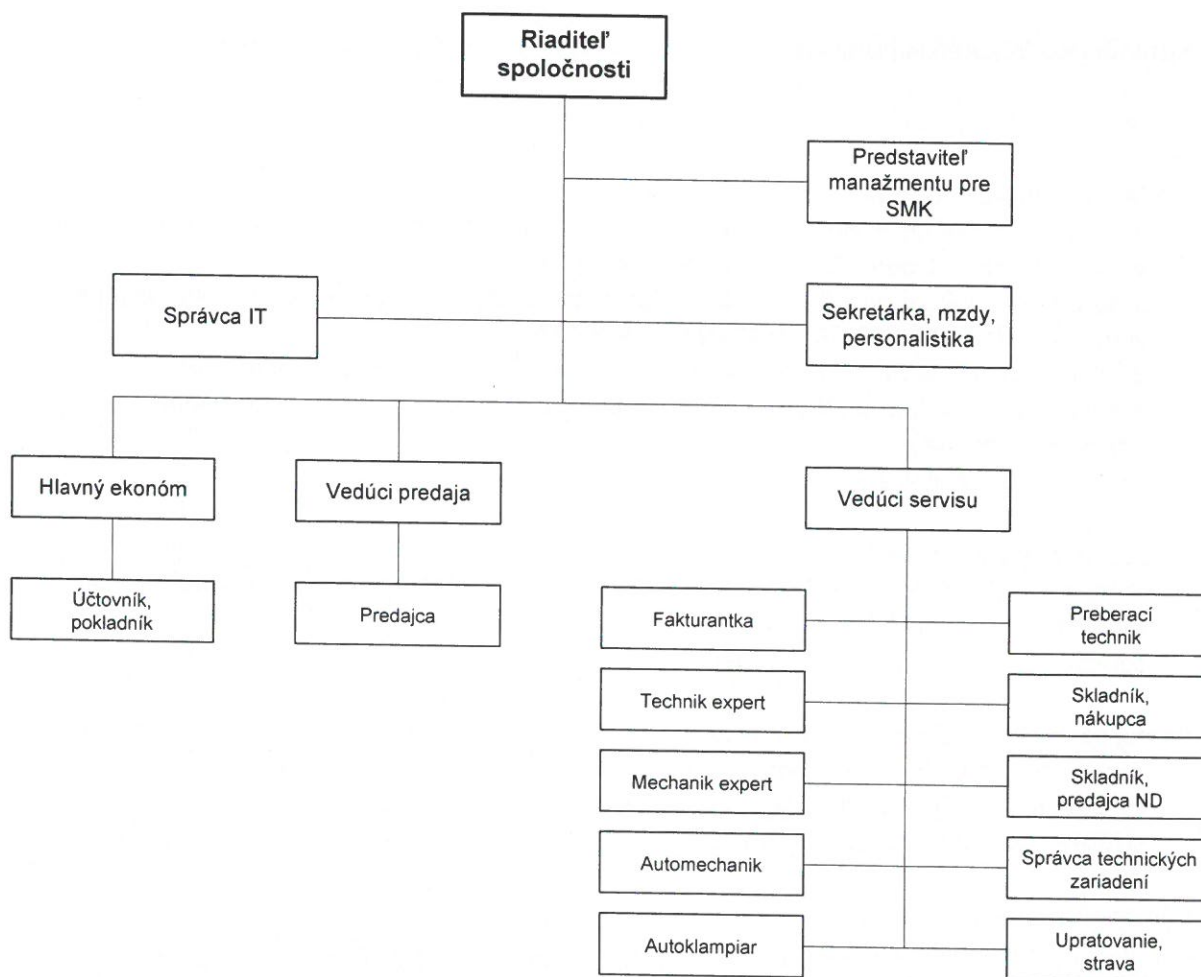 Riaditeľ
spoločnosti
Predstaviteľ
manažmentu pre
SMK
Správca IT
Sekretárka, mzdy,
personalistika
Hlavný ekonóm
Vedúci predaja
Vedúci servisu
Účtovník,
pokladník
Predajca
Fakturantka
Preberací
technik
Technik expert
Skladník,
nákupca
Mechanik expert
Skladník,
predajca ND
Automechanik
Správca technických
zariadení
Autoklampiar
Upratovanie,
strava